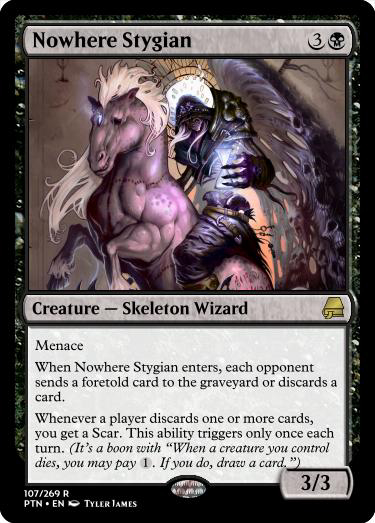 Nowhere Stygian 3
Creature — Skeleton Wizard
Menace
When Nowhere Stygian enters, each opponent
sends a foretold card to the graveyard or discards a
card.
Whenever a player discards one or more cards,
you get a Scar. This ability triggers only once each
turn. (It's a boon with “When a creature you control
dies, you may pay 1. If you do, draw a card.”)
3/3
107/269 R
PTN • EN TYLER JAMES